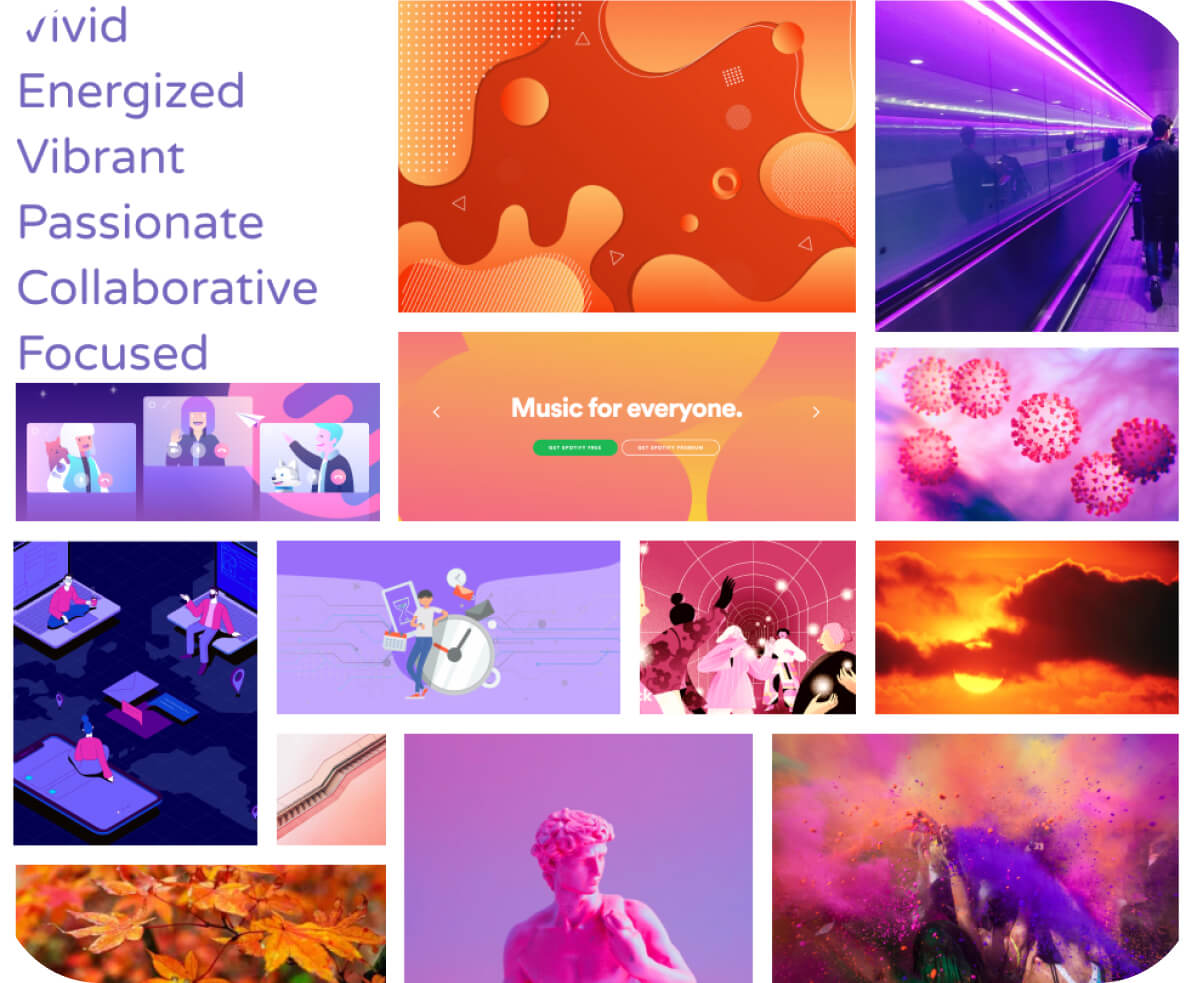 Vivid
Energized
Vibrant
Passionate
Collaborative
Focused
Music for everyone.
GET SPOTIFY FREE
GET SPOTIFY PREMIUM